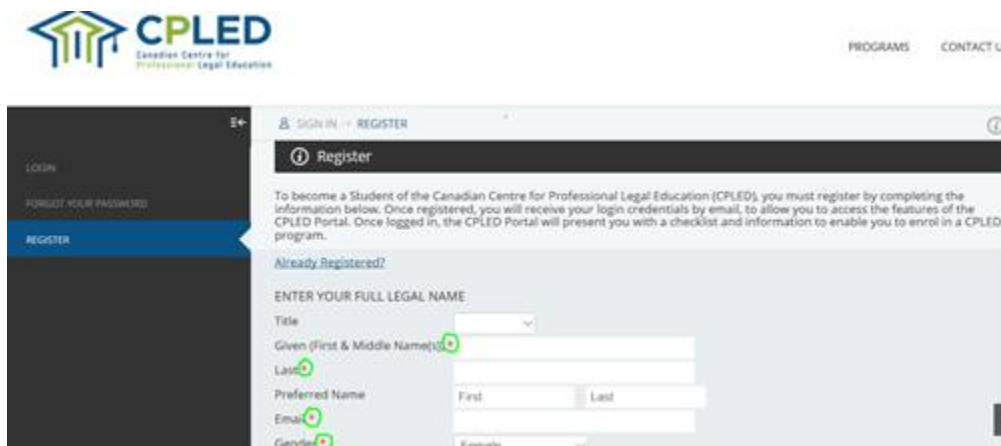 CPLED
Canadian Centre for
Professional Legal Education
PROGRAMS CONTACT U
SIGN IN → REGISTER
Register
LOGIN
FORGOT YOUR PASSWORD
REGISTER
To become a Student of the Canadian Centre for Professional Legal Education (CPLED), you must register by completing the
information below. Once registered, you will receive your login credentials by email, to allow you to access the features of the
CPLED Portal. Once logged in, the CPLED Portal will present you with a checklist and information to enable you to enrol in a CPLED
program.
Already Registered?
ENTER YOUR FULL LEGAL NAME
Title
Given (First & Middle Name(s)) *
Last *
Preferred Name First Last
Email *
Gender * Female